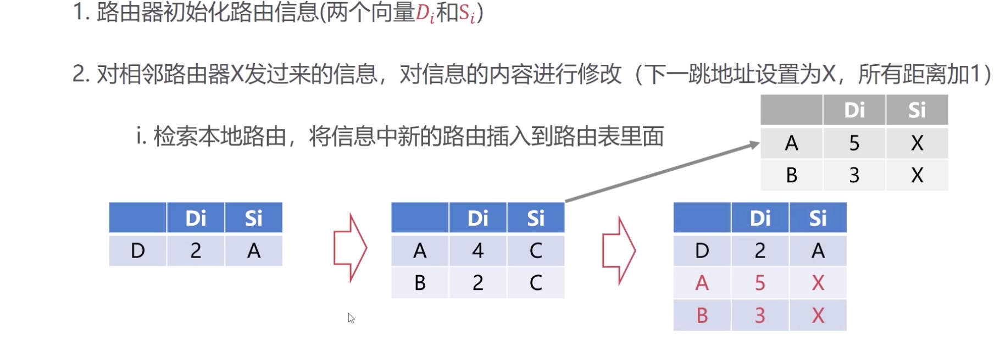 1. 路由器初始化路由信息(两个向量Di和Si)
2. 对相邻路由器X发过来的信息，对信息的内容进行修改（下一跳地址设置为X，所有距离加1）
i. 检索本地路由，将信息中新的路由插入到路由表里面
Di Si
A 5 X
B 3 X
Di Si
D 2 A
Di Si
A 4 C
B 2 C
Di Si
D 2 A
A 5 X
B 3 X